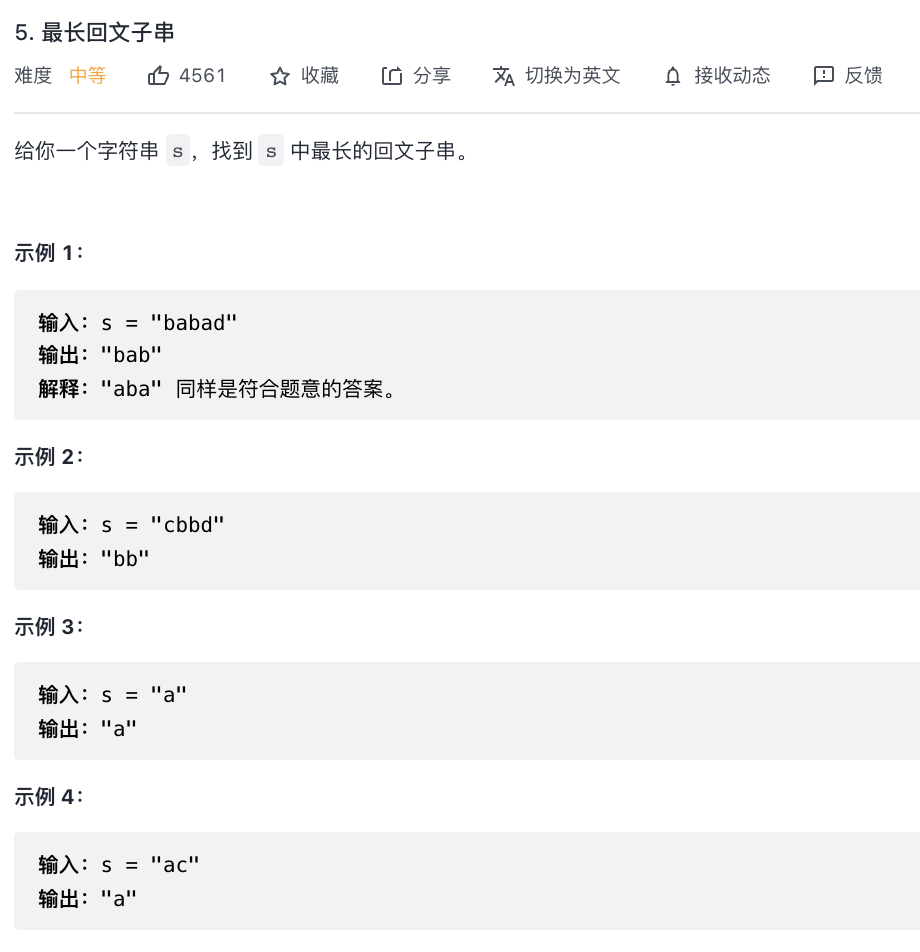 5. 最长回文子串
难度 中等 4561 收藏 分享 切换为英文 接收动态 反馈
给你一个字符串 s，找到 s 中最长的回文子串。
示例 1：
输入：s = "babad"
输出："bab"
解释："aba" 同样是符合题意的答案。
示例 2：
输入：s = "cbbd"
输出："bb"
示例 3：
输入：s = "a"
输出："a"
示例 4：
输入：s = "ac"
输出："a"